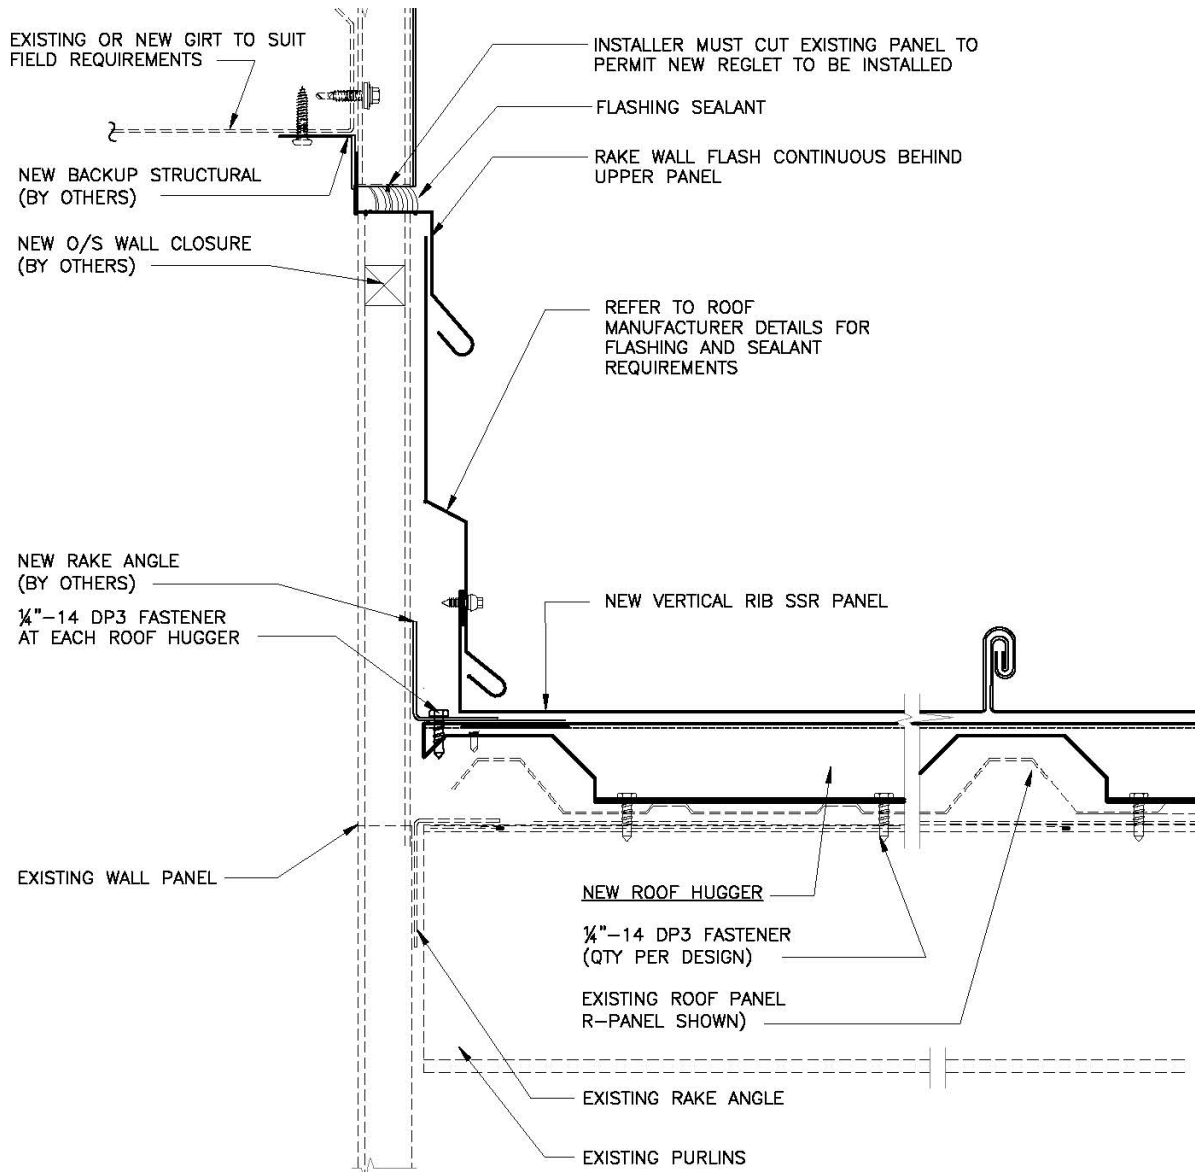 EXISTING OR NEW GIRT TO SUIT
FIELD REQUIREMENTS
NEW BACKUP STRUCTURAL
(BY OTHERS)
NEW O/S WALL CLOSURE
(BY OTHERS)
INSTALLER MUST CUT EXISTING PANEL TO
PERMIT NEW REGLET TO BE INSTALLED
FLASHING SEALANT
RAKE WALL FLASH CONTINUOUS BEHIND
UPPER PANEL
REFER TO ROOF
MANUFACTURER DETAILS FOR
FLASHING AND SEALANT
REQUIREMENTS
NEW RAKE ANGLE
(BY OTHERS)
¼"-14 DP3 FASTENER
AT EACH ROOF HUGGER
NEW VERTICAL RIB SSR PANEL
EXISTING WALL PANEL
NEW ROOF HUGGER
¼"-14 DP3 FASTENER
(QTY PER DESIGN)
EXISTING ROOF PANEL
R-PANEL SHOWN)
EXISTING RAKE ANGLE
EXISTING PURLINS